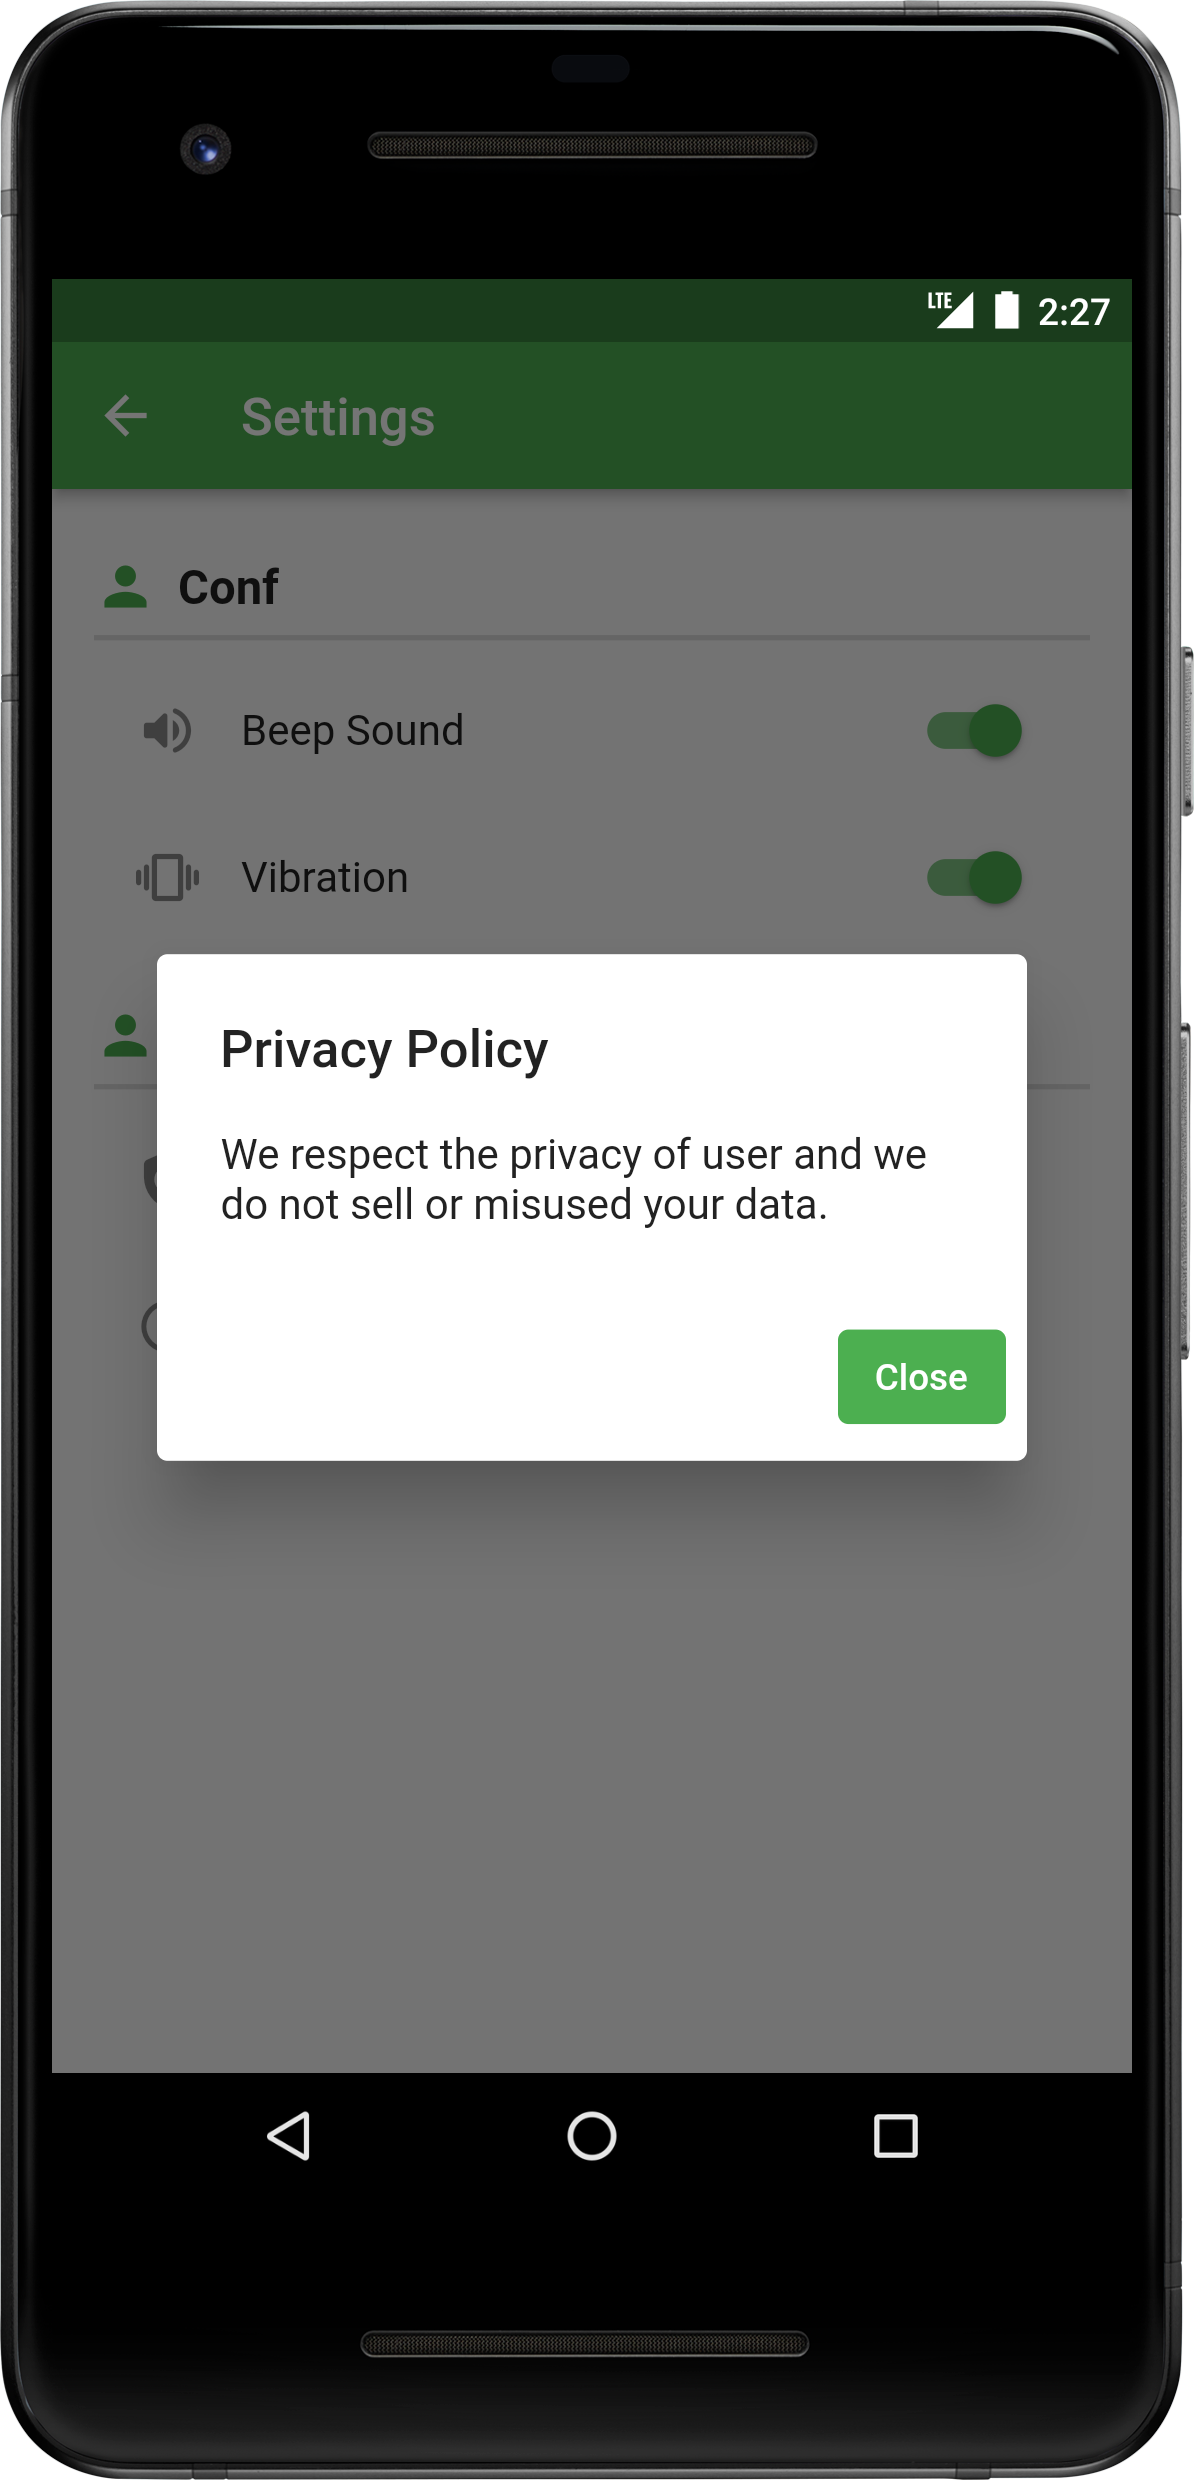 LTE 2:27
Settings
Conf
Beep Sound
Vibration
Privacy Policy
We respect the privacy of user and we
do not sell or misused your data.
Close